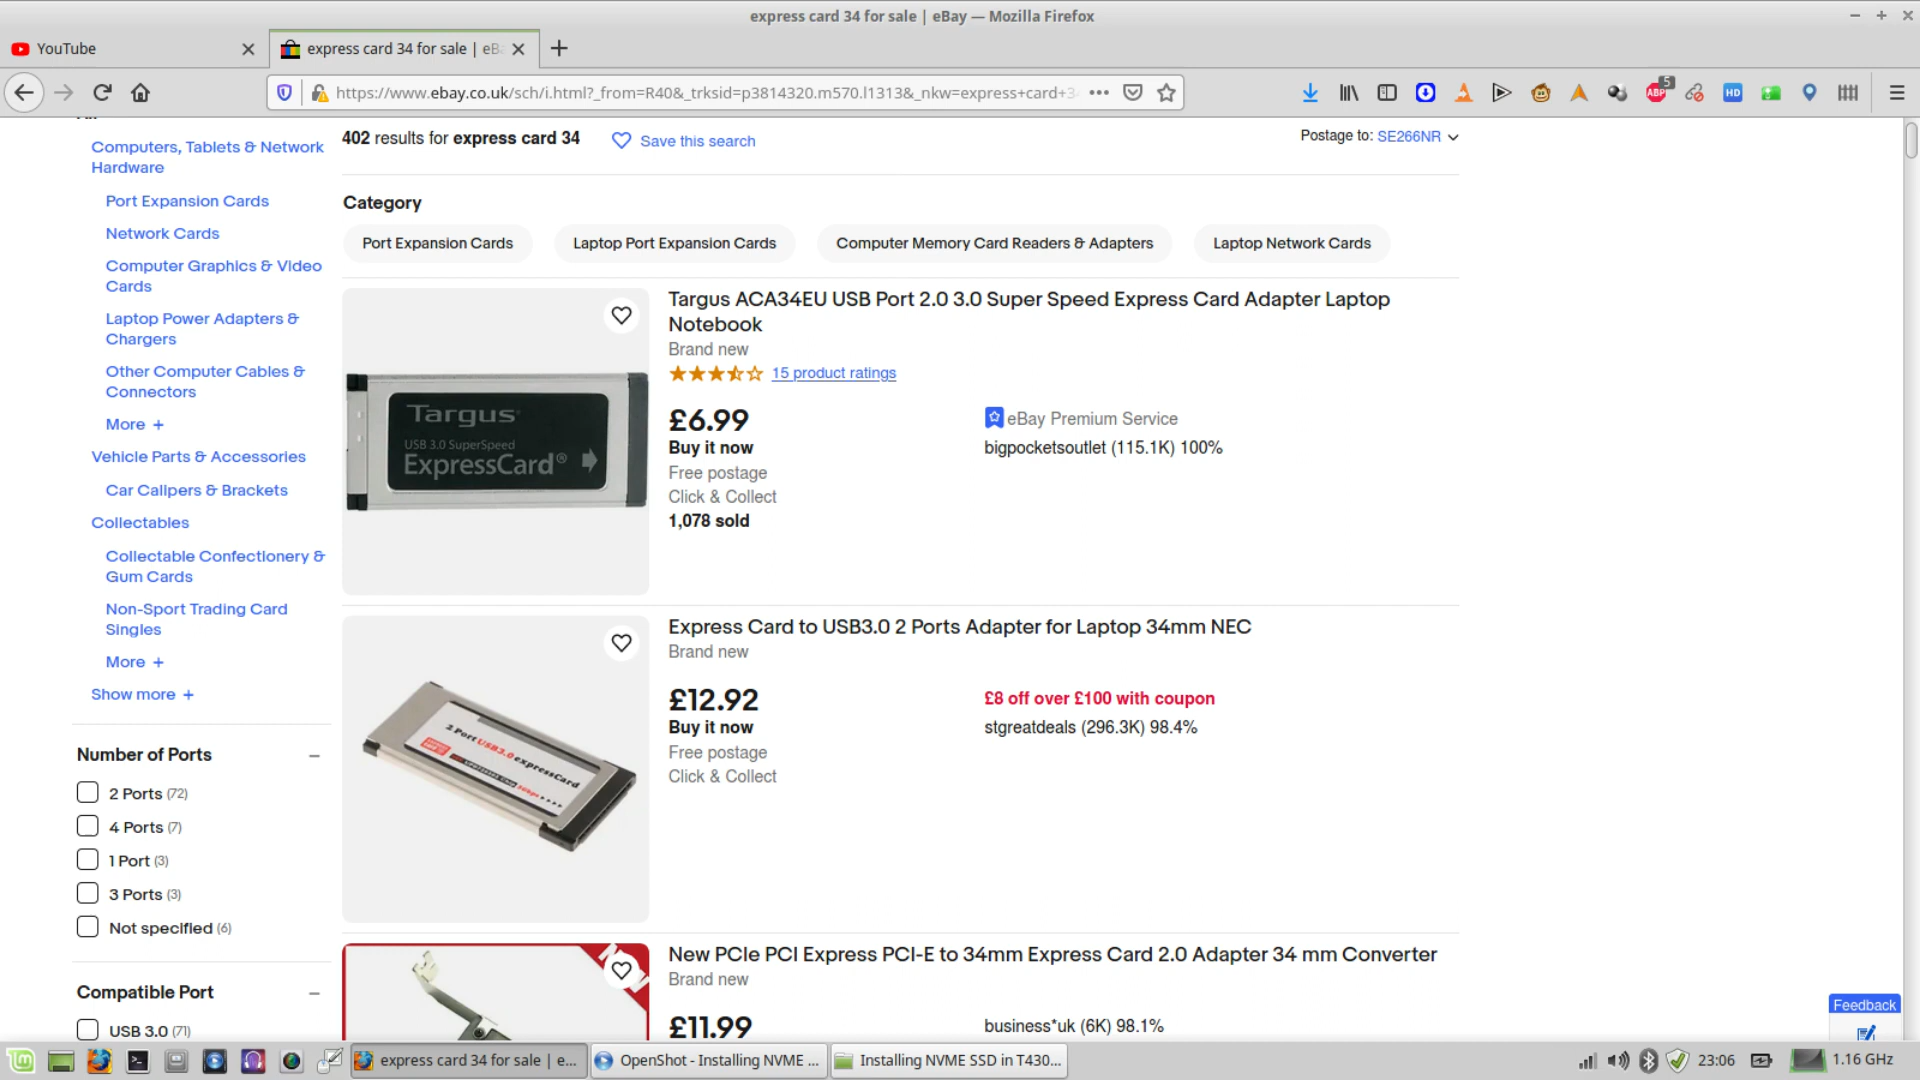 express card 34 for sale | eBay — Mozilla Firefox
YouTube
express card 34 for sale | eB
https://www.ebay.co.uk/sch/i.html?_from=R40&_trksid=p3814320.m570.l1313&_nkw=express+card+3
5
ABP
HD
402 results for express card 34
Save this search
Postage to: SE266NR
Computers, Tablets & Network
Hardware
Port Expansion Cards
Network Cards
Computer Graphics & Video
Cards
Laptop Power Adapters &
Chargers
Other Computer Cables &
Connectors
More +
Vehicle Parts & Accessories
Car Callpers & Brackets
Collectables
Collectable Confectionery &
Gum Cards
Non-Sport Trading Card
Singles
More +
Show more +
Number of Ports
2 Ports (72)
4 Ports (7)
1 Port (3)
3 Ports (3)
Not specified (6)
Compatible Port
USB 3.0 (71)
Category
Port Expansion Cards
Laptop Port Expansion Cards
Computer Memory Card Readers & Adapters
Laptop Network Cards
Targus
USB 3.0 SuperSpeed
ExpressCard®
Targus ACA34EU USB Port 2.0 3.0 Super Speed Express Card Adapter Laptop
Notebook
Brand new
15 product ratings
£6.99
Buy it now
Free postage
Click & Collect
1,078 sold
eBay Premium Service
bigpocketsoutlet (115.1K) 100%
2 Port USB3.0 expressCard
Express Card to USB3.0 2 Ports Adapter for Laptop 34mm NEC
Brand new
£12.92
Buy it now
Free postage
Click & Collect
£8 off over £100 with coupon
stgreatdeals (296.3K) 98.4%
New PCIe PCI Express PCI-E to 34mm Express Card 2.0 Adapter 34 mm Converter
Brand new
£11.99
business*uk (6K) 98.1%
Feedback
express card 34 for sale | e...
OpenShot - Installing NVME ...
Installing NVME SSD in T430...
23:06
1.16 GHz